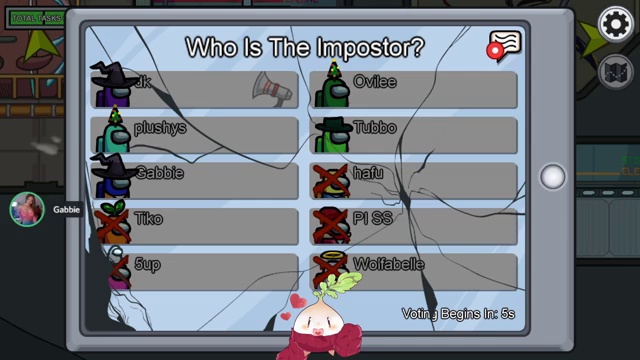 TOTAL TASKS
Who Is The Impostor?
jk
Ovilee
plushys
Tubbo
Gabbie
hafu
Gabbie
Tiko
PI SS
5up
Wolfabelle
Voting Begins In: 5s